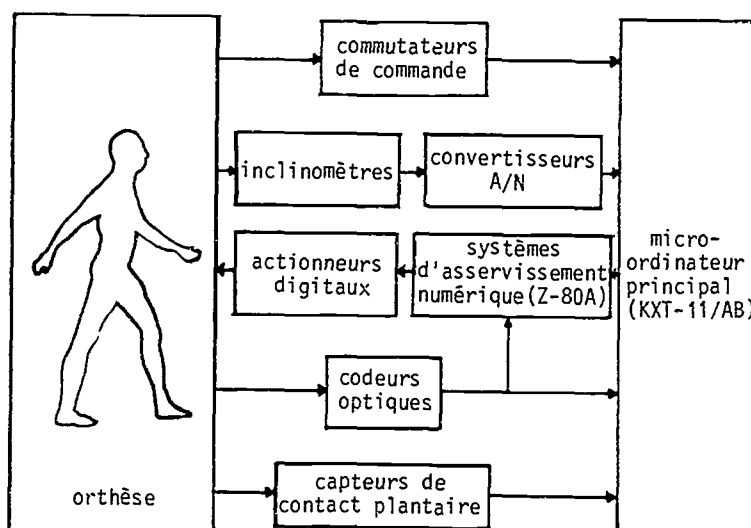 commutateurs
de commande
inclinomètres
convertisseurs
A/N
actionneurs
digitaux
systèmes
d'asservissement
numérique(Z-80A)
micro-
ordinateur
principal
(KXT-11/AB)
codeurs
optiques
capteurs de
contact plantaire
orthèse